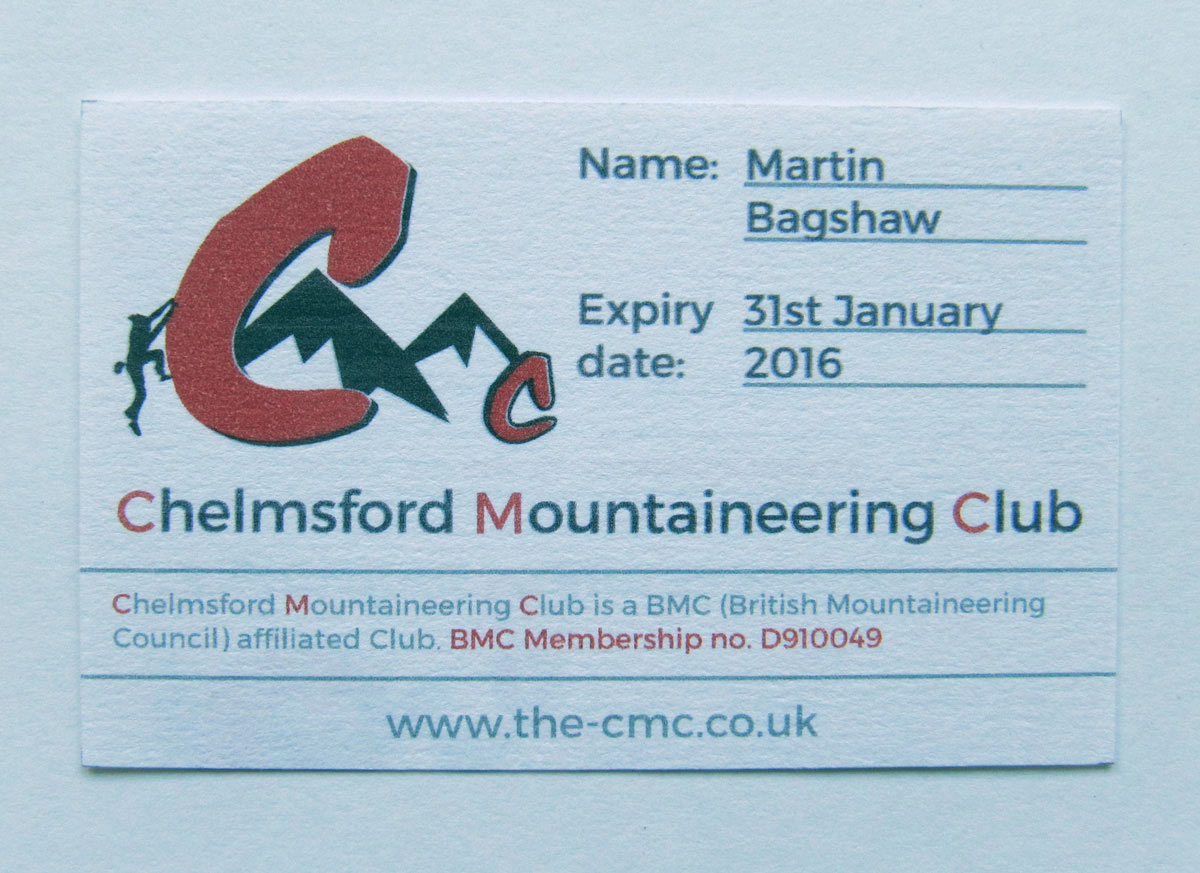 Name: Martin
Bagshaw
Expiry 31st January
date: 2016
Chelmsford Mountaineering Club
Chelmsford Mountaineering Club is a BMC (British Mountaineering
Council) affiliated Club. BMC Membership no. D910049
www.the-cmc.co.uk